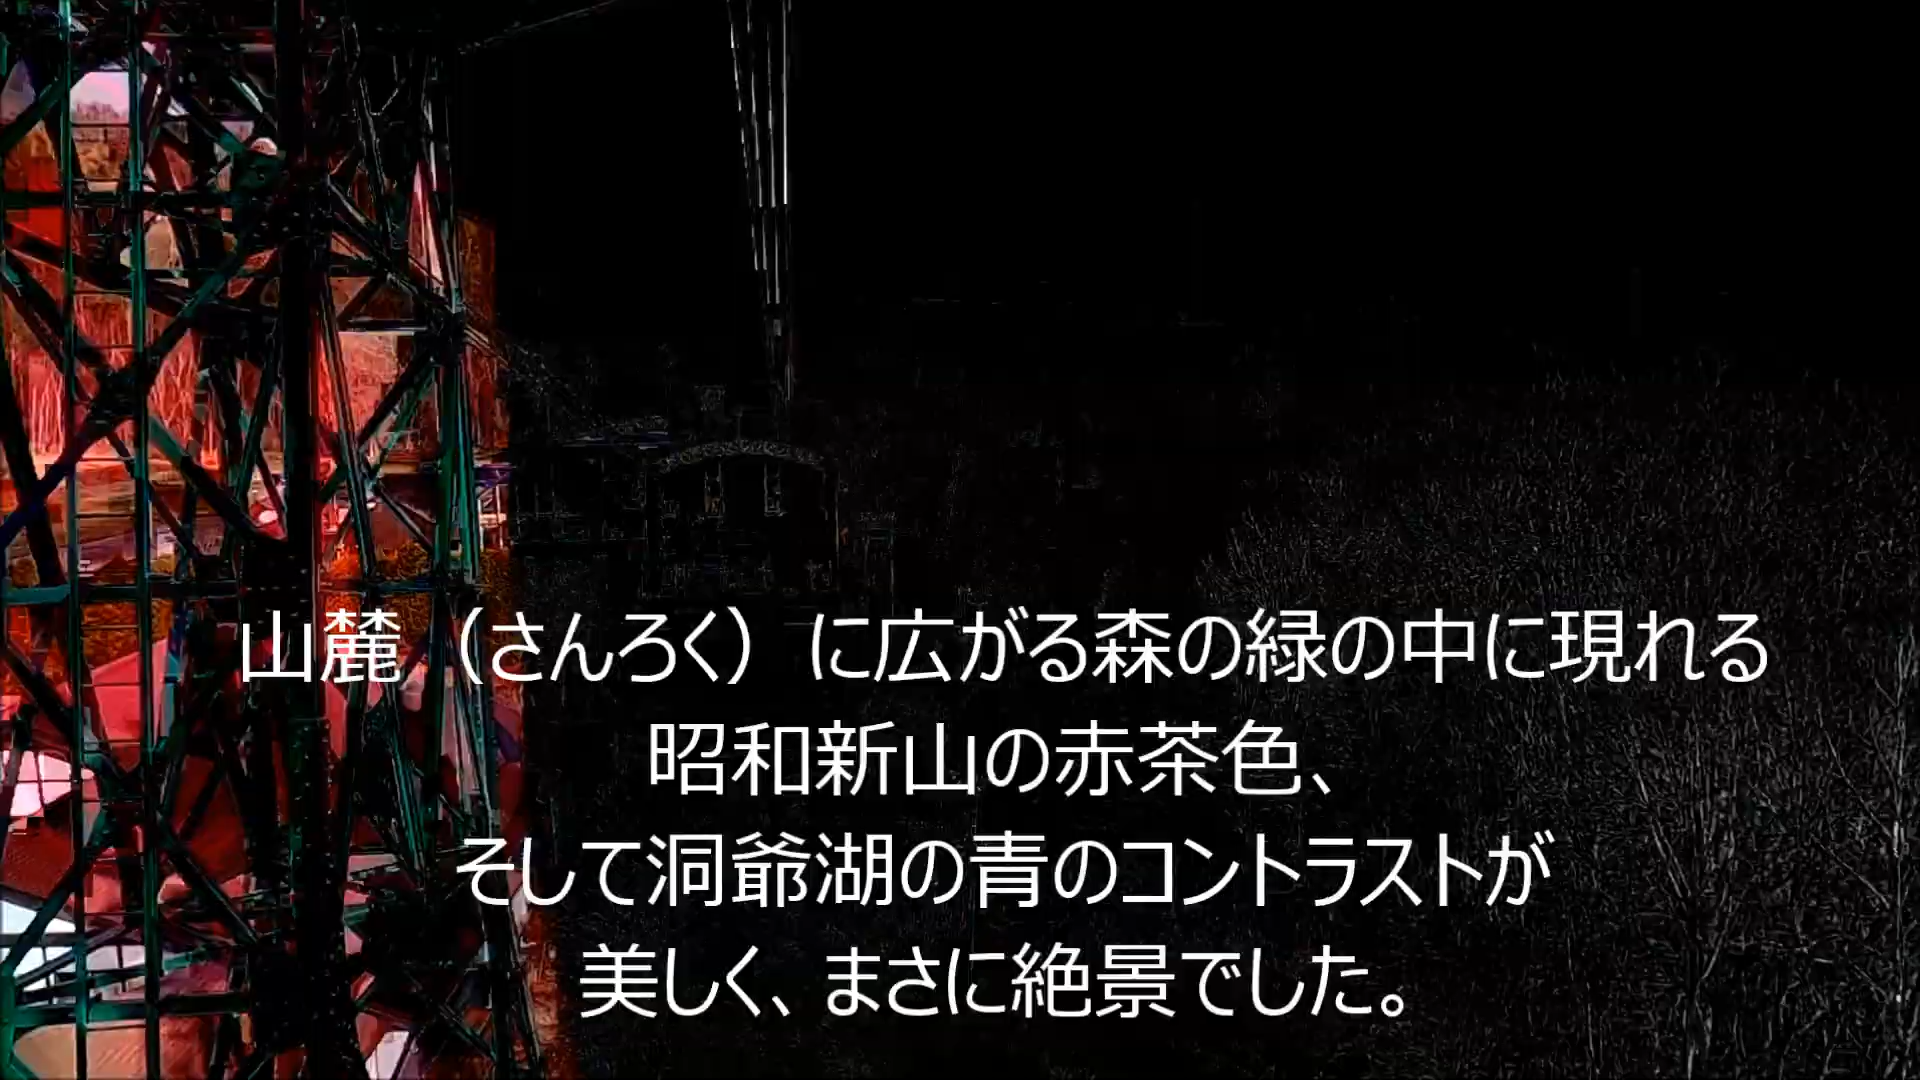 山麓（さんろく）に広がる森の緑の中に現れる
昭和新山の赤茶色、
そして洞爺湖の青のコントラストが
美しく、まさに絶景でした。